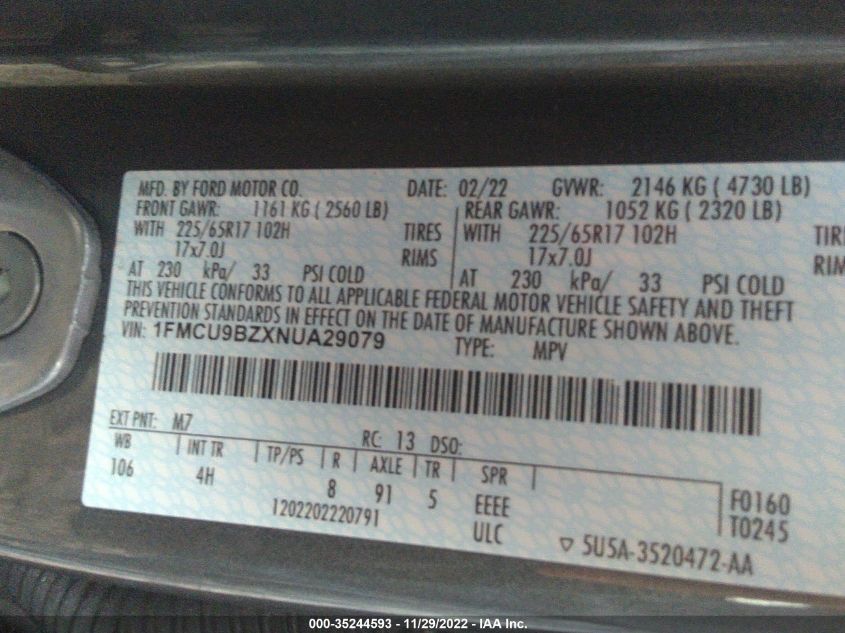 MFD. BY FORD MOTOR CO. DATE: 02/22 GVWR: 2146 KG ( 4730 LB)
FRONT GAWR: 1161 KG ( 2560 LB) REAR GAWR: 1052 KG ( 2320 LB)
WITH 225/65R17 102H TIRES WITH 225/65R17 102H
17x7.0J RIMS 17x7.0J
AT 230 kPa/ 33 PSI COLD AT 230 kPa/ 33 PSI COLD
THIS VEHICLE CONFORMS TO ALL APPLICABLE FEDERAL MOTOR VEHICLE SAFETY AND THEFT
PREVENTION STANDARDS IN EFFECT ON THE DATE OF MANUFACTURE SHOWN ABOVE.
VIN: 1FMCU9BZXNUA29079 TYPE: MPV
EXT PNT: M7 RC: 13 DSO:
WB INT TR TP/PS R AXLE TR SPR
106 4H 8 91 5 EEEE F0160
1202202220791 ULC T0245
5U5A-3520472-AA
000-35244593 - 11/29/2022 - IAA Inc.